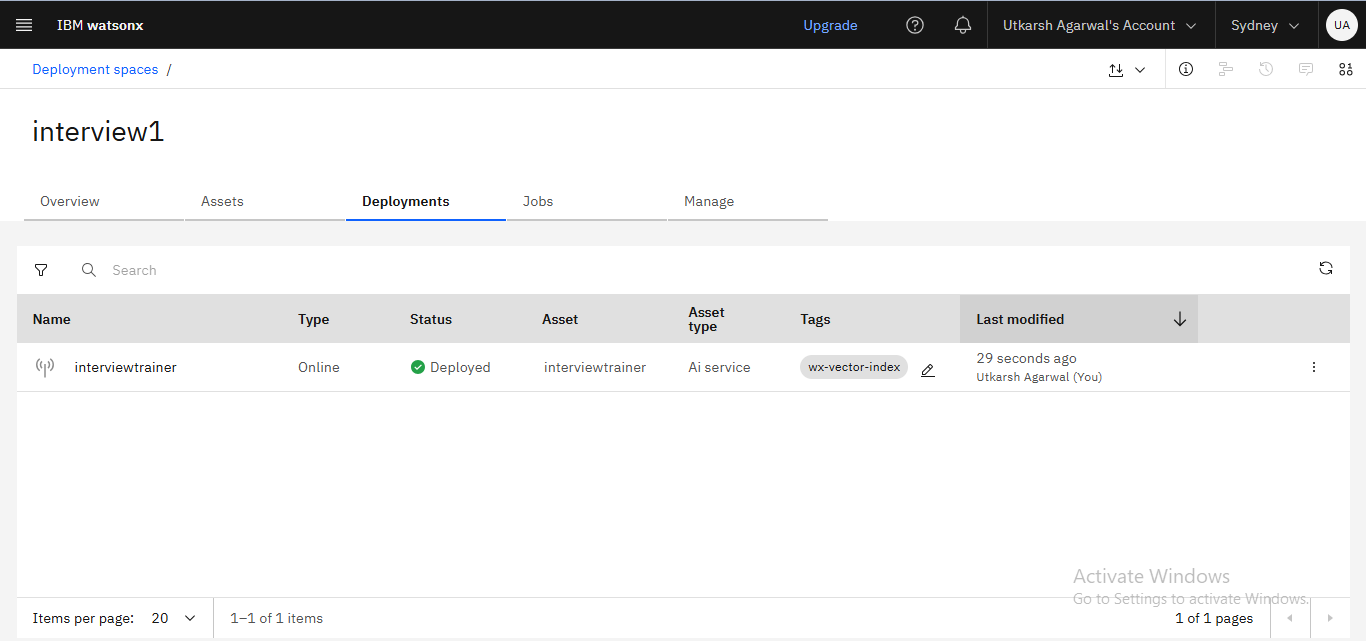 IBM watsonx
Upgrade
Utkarsh Agarwal's Account
Sydney
UA
Deployment spaces /
interview1
Overview
Assets
Deployments
Jobs
Manage
Search
Name
Type
Status
Asset
Asset type
Tags
Last modified
interviewtrainer
Online
Deployed
interviewtrainer
Ai service
wx-vector-index
29 seconds ago
Utkarsh Agarwal (You)
Activate Windows
Go to Settings to activate Windows.
Items per page: 20
1–1 of 1 items
1 of 1 pages